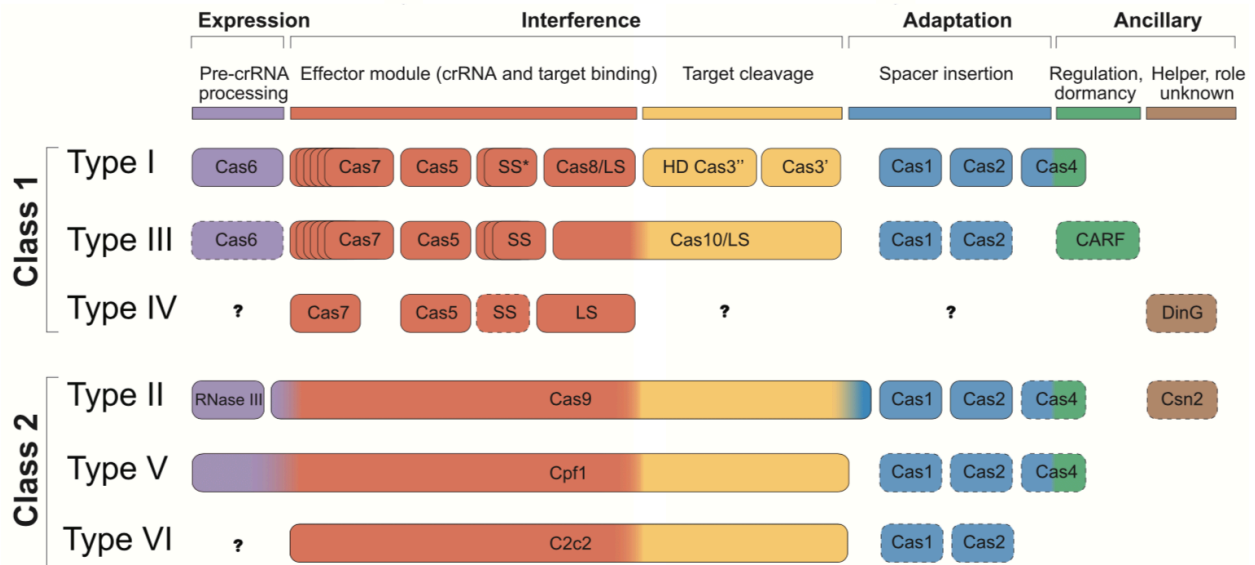 Expression Interference Adaptation Ancillary
Pre-crRNA processing Effector module (crRNA and target binding) Target cleavage Spacer insertion Regulation, dormancy Helper, role unknown
Class 1
Type I Cas6 Cas7 Cas5 SS* Cas8/LS HD Cas3'' Cas3' Cas1 Cas2 Cas4
Type III Cas6 Cas7 Cas5 SS Cas10/LS Cas1 Cas2 CARF
Type IV ? Cas7 Cas5 SS LS ? ? DinG
Class 2
Type II RNase III Cas9 Cas1 Cas2 Cas4 Csn2
Type V Cpf1 Cas1 Cas2 Cas4
Type VI ? C2c2 Cas1 Cas2